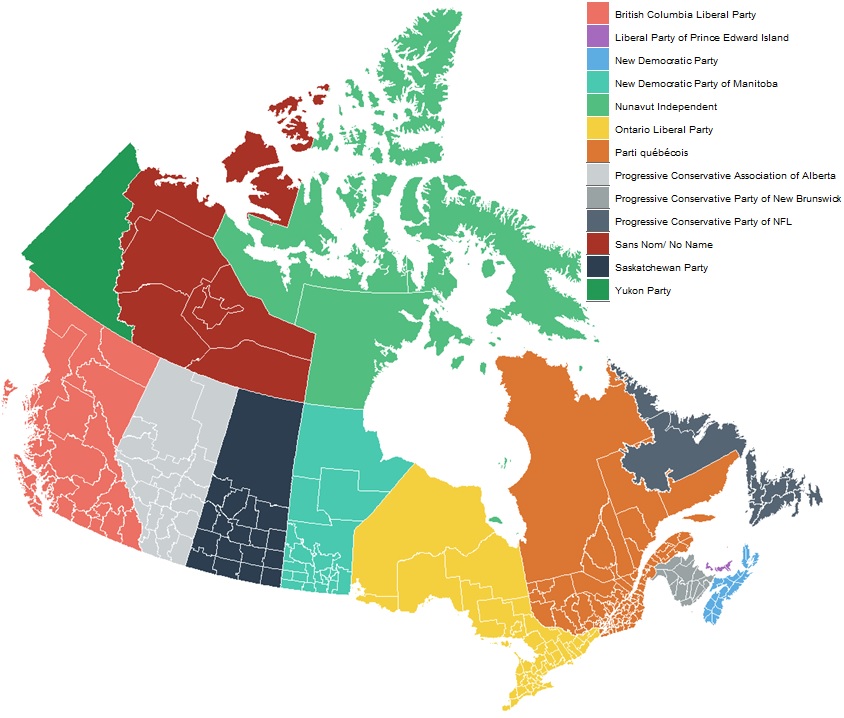 British Columbia Liberal Party
Liberal Party of Prince Edward Island
New Democratic Party
New Democratic Party of Manitoba
Nunavut Independent
Ontario Liberal Party
Parti québécois
Progressive Conservative Association of Alberta
Progressive Conservative Party of New Brunswick
Progressive Conservative Party of NFL
Sans Nom/ No Name
Saskatchewan Party
Yukon Party